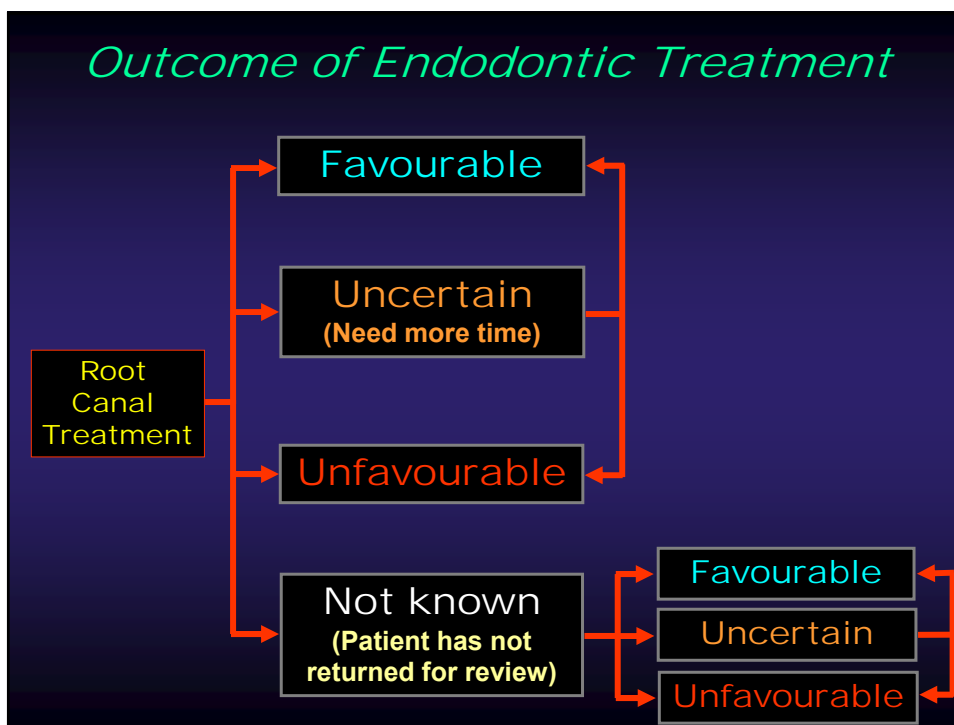 Outcome of Endodontic Treatment
Favourable
Uncertain
(Need more time)
Root
Canal
Treatment
Unfavourable
Not known
(Patient has not
returned for review)
Favourable
Uncertain
Unfavourable